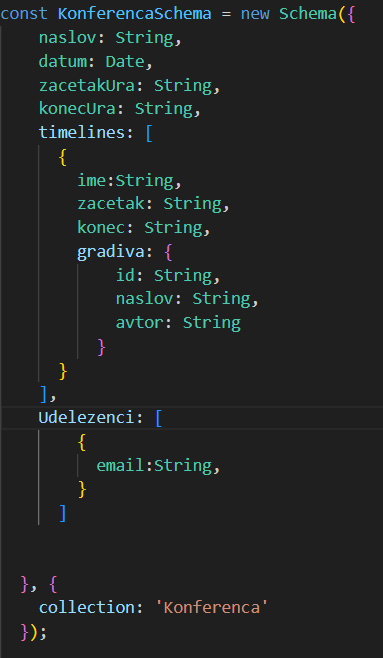 const KonferencaSchema = new Schema({
naslov: String,
datum: Date,
zacetakUra: String,
konecUra: String,
timelines: [
{
ime:String,
zacetak: String,
konec: String,
gradiva: {
id: String,
naslov: String,
avtor: String
}
}
],
Udelezenci: [
{
email:String,
}
]
}, {
collection: 'Konferenca'
});